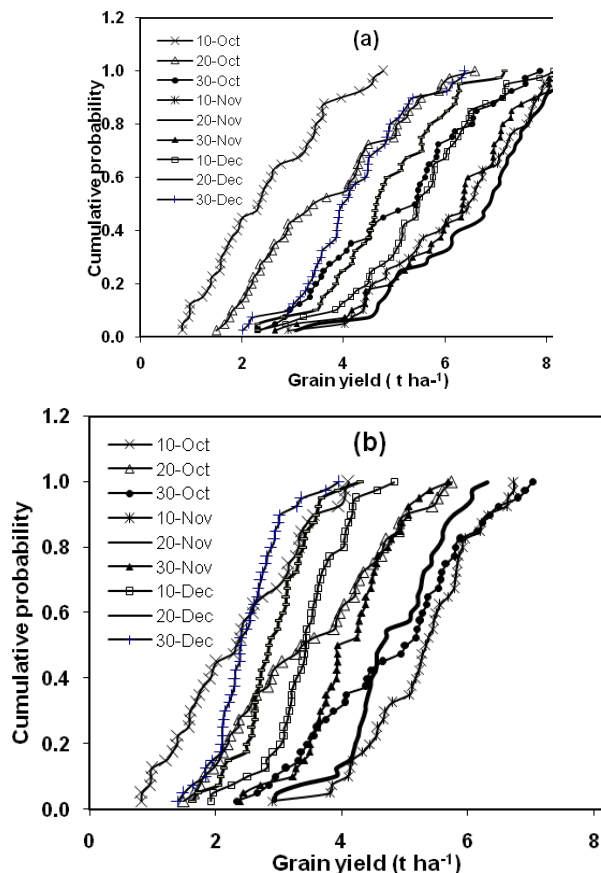 (a)
1.2
1.0
0.8
0.6
0.4
0.2
0.0
Cumulative probability
10-Oct
20-Oct
30-Oct
10-Nov
20-Nov
30-Nov
10-Dec
20-Dec
30-Dec
0 2 4 6 8
Grain yield ( t ha-1)
(b)
1.2
1.0
0.8
0.6
0.4
0.2
0.0
Cumulative probability
10-Oct
20-Oct
30-Oct
10-Nov
20-Nov
30-Nov
10-Dec
20-Dec
30-Dec
0 2 4 6 8
Grain yield ( t ha-1)